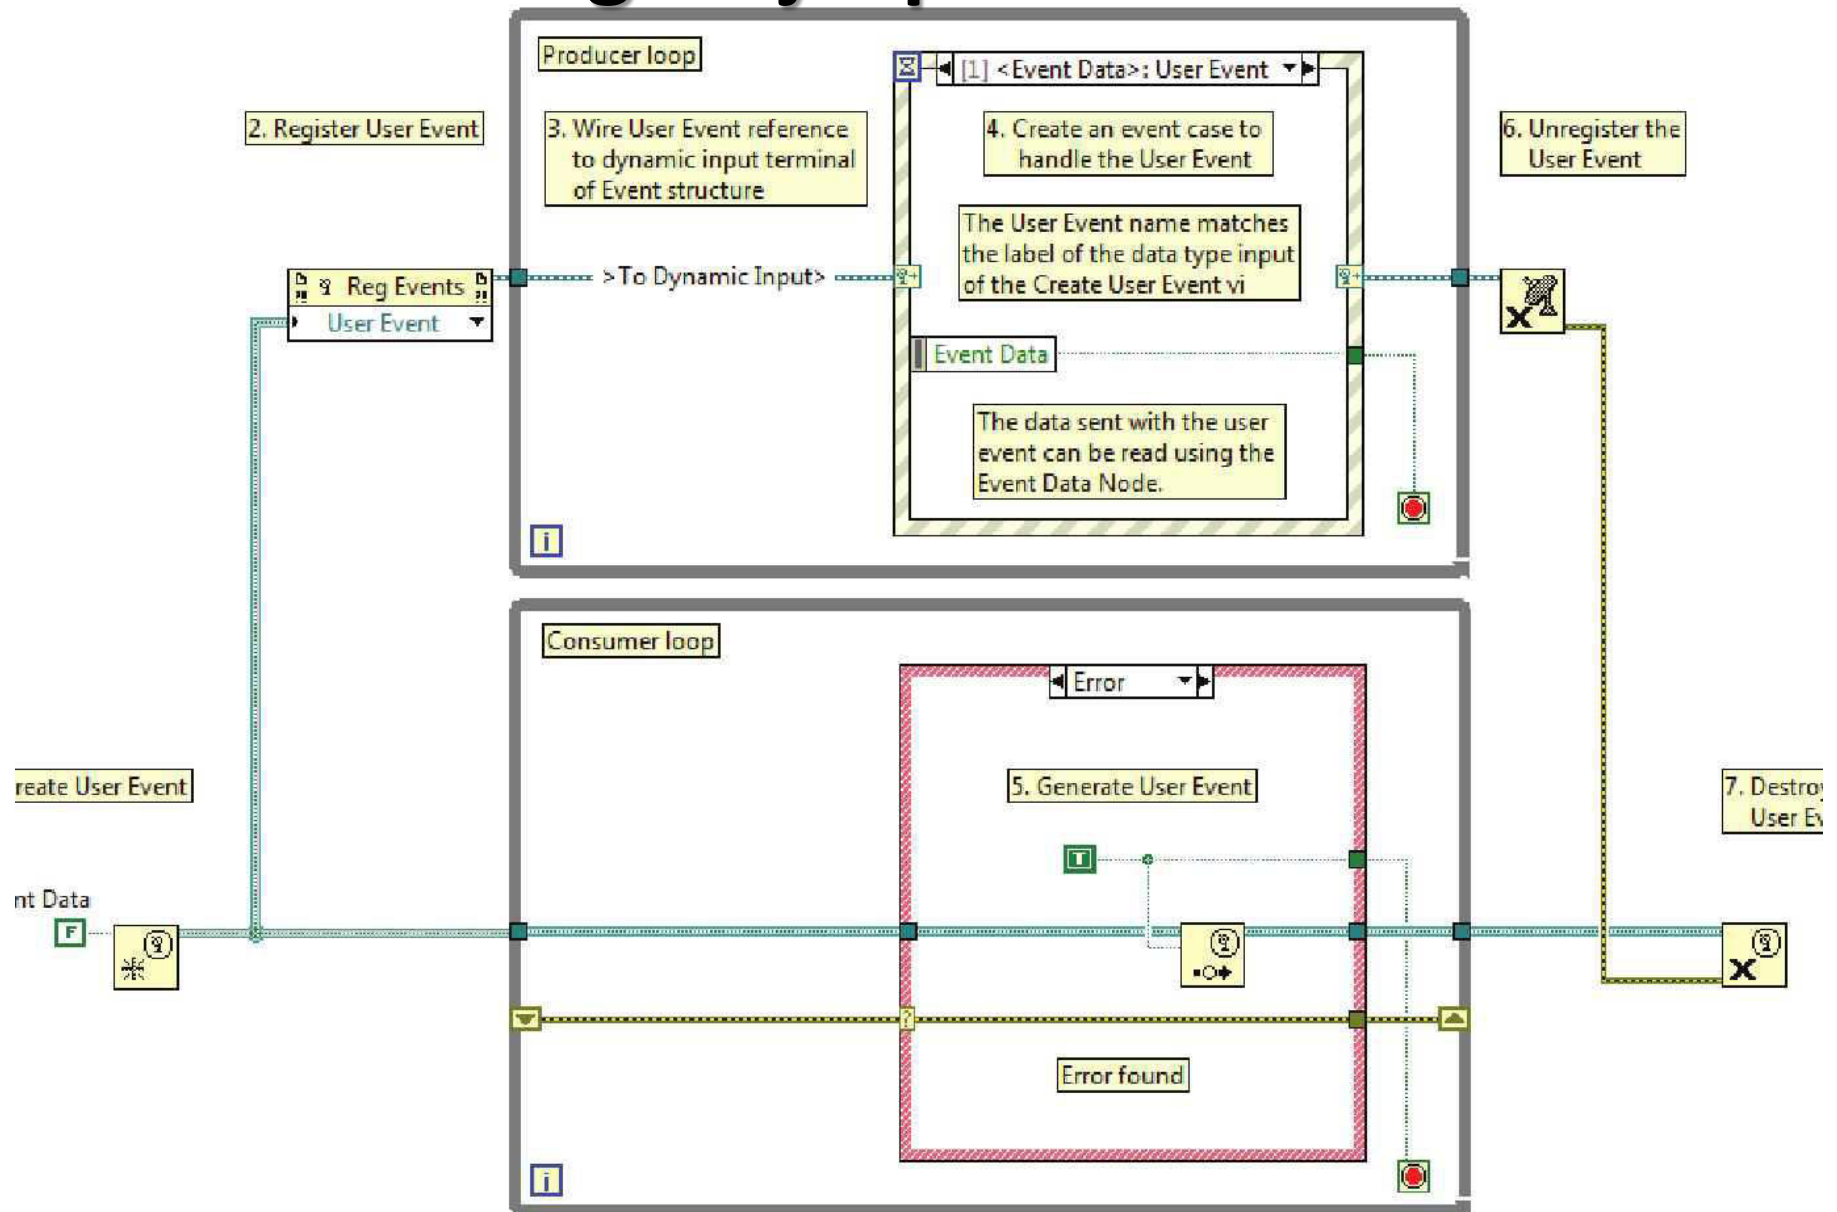 Producer loop
[1] <Event Data>: User Event
2. Register User Event
3. Wire User Event reference
to dynamic input terminal
of Event structure
4. Create an event case to
handle the User Event
6. Unregister the
User Event
The User Event name matches
the label of the data type input
of the Create User Event vi
Reg Events
User Event
>To Dynamic Input>
Event Data
The data sent with the user
event can be read using the
Event Data Node.
i
Consumer loop
Error
reate User Event
5. Generate User Event
7. Destroy
User Ev
T
nt Data
F
?
Error found
i